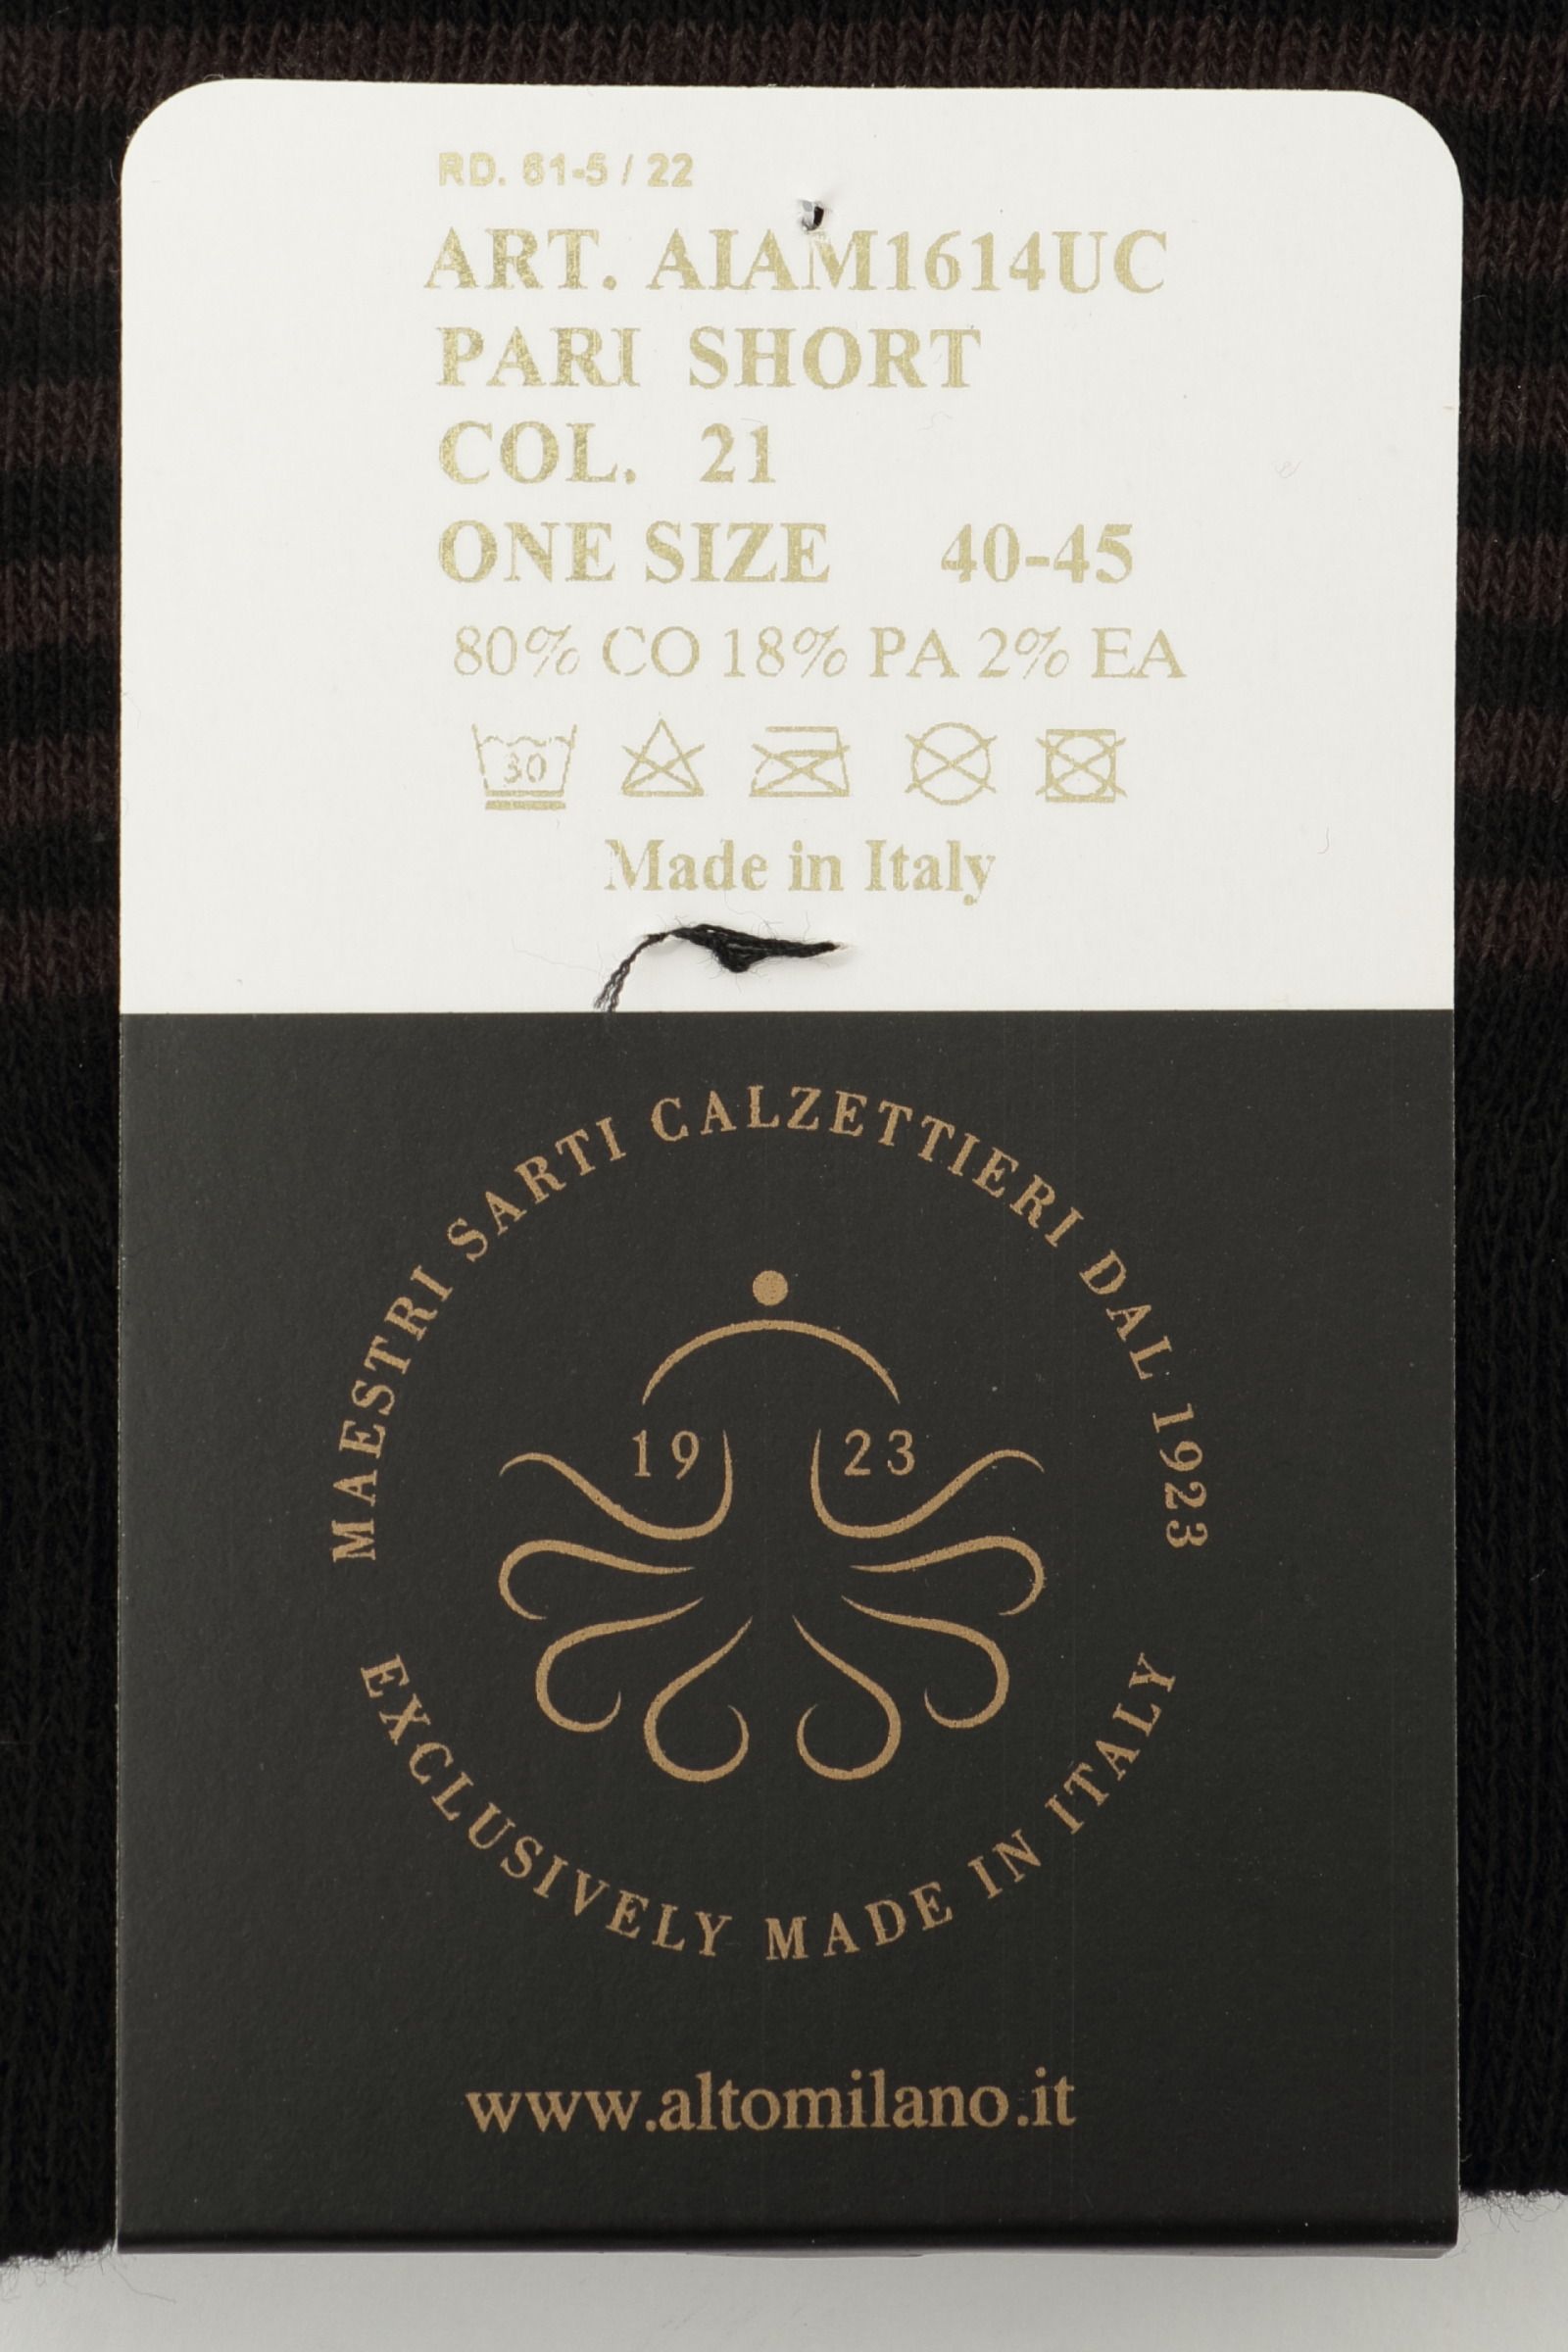 RD. 61-5 / 22
ART. AIAM1614UC
PARI SHORT
COL. 21
ONE SIZE 40-45
80% CO 18% PA 2% EA
30
Made in Italy
MAESTRI SARTI CALZETTIERI DAL 1923
19 23
EXCLUSIVELY MADE IN ITALY
www.altomilano.it